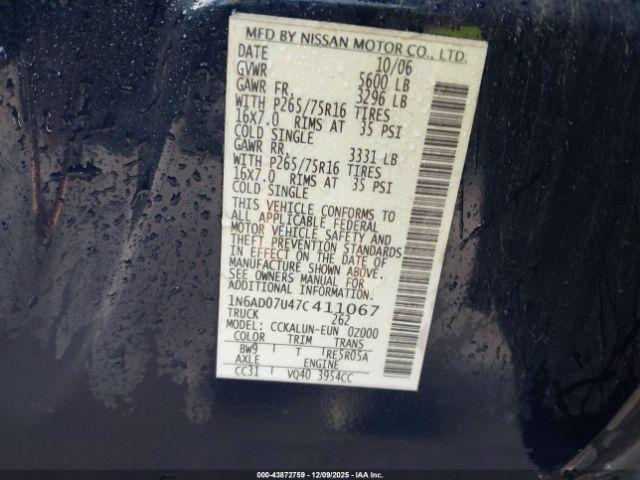 MFD BY NISSAN MOTOR CO., LTD.
DATE 10/06
GVWR 5600 LB
GAWR FR. 3296 LB
WITH P265/75R16 TIRES
16X7.0 RIMS AT 35 PSI
COLD SINGLE
GAWR RR. 3331 LB
WITH P265/75R16 TIRES
16X7.0 RIMS AT 35 PSI
COLD SINGLE
THIS VEHICLE CONFORMS TO
ALL APPLICABLE FEDERAL
MOTOR VEHICLE SAFETY AND
THEFT PREVENTION STANDARDS
IN EFFECT ON THE DATE OF
MANUFACTURE SHOWN ABOVE.
SEE OWNERS MANUAL FOR
ADDITIONAL INFORMATION.
1N6AD07U47C411067
TRUCK 262
MODEL: CCKALUN-EUN 0Z000
COLOR TRIM TRANS
BW9 T RE5R05A
AXLE ENGINE
CC31 VQ40 3954CC
000-43872759 | 12/09/2025 | IAA Inc.